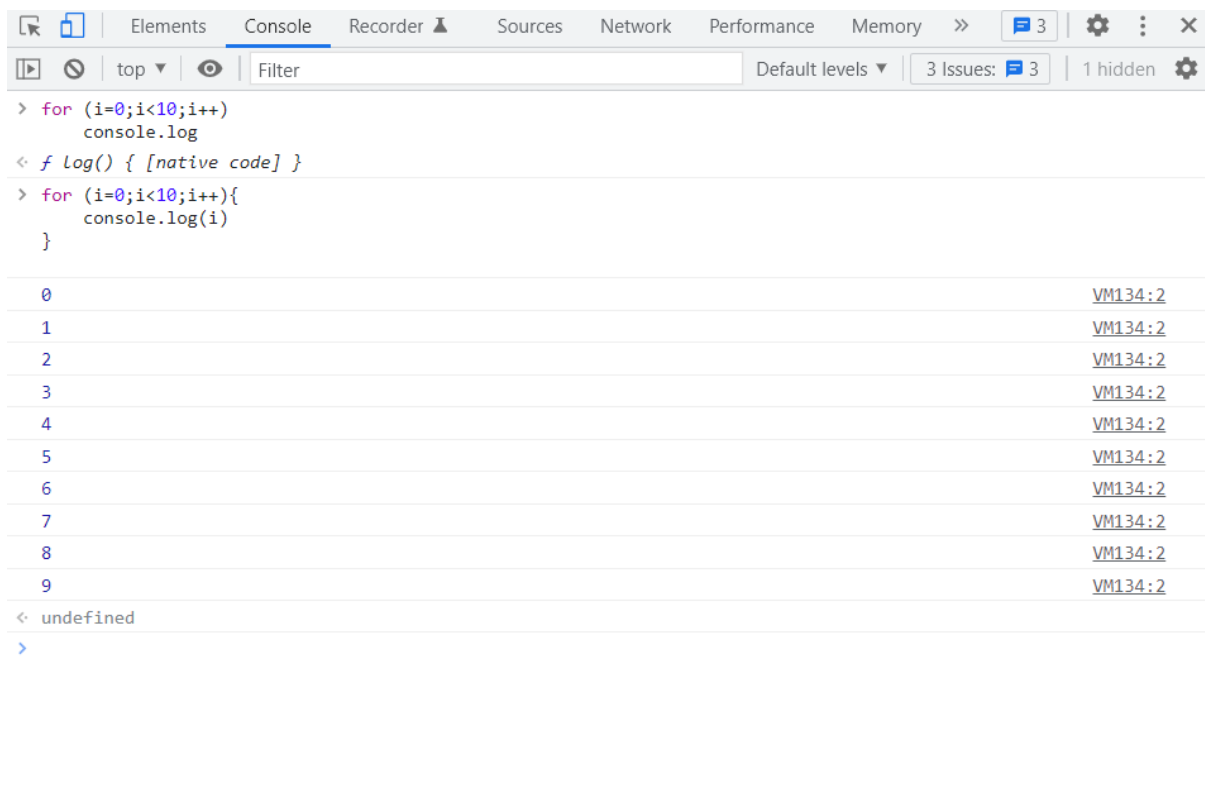 Elements Console Recorder Sources Network Performance Memory » 3
top ▼ Filter Default levels ▼ 3 Issues: 3 1 hidden
> for (i=0;i<10;i++)
console.log
<· ƒ log() { [native code] }
> for (i=0;i<10;i++){
console.log(i)
}
0 VM134:2
1 VM134:2
2 VM134:2
3 VM134:2
4 VM134:2
5 VM134:2
6 VM134:2
7 VM134:2
8 VM134:2
9 VM134:2
<· undefined
>